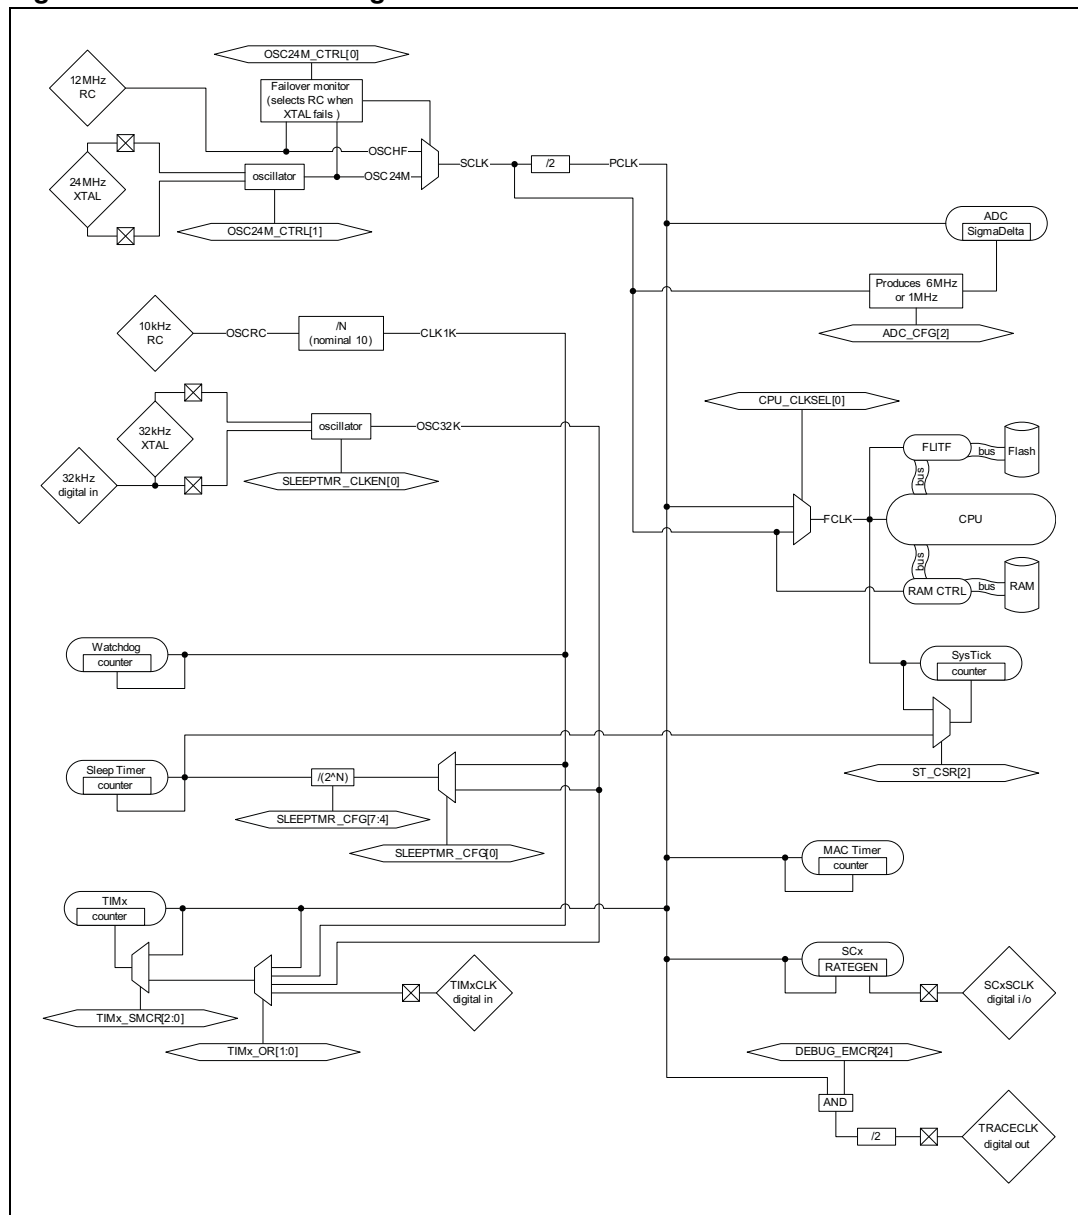 OSC24M_CTRL[0]
12MHz
RC
Failover monitor
(selects RC when
XTAL fails )
OSCHF
SCLK
/2
PCLK
24MHz
XTAL
oscillator
OSC24M
OSC24M_CTRL[1]
ADC
SigmaDelta
Produces 6MHz
or 1MHz
ADC_CFG[2]
10kHz
RC
OSCRC
/N
(nominal 10)
CLK1K
CPU_CLKSEL[0]
32kHz
XTAL
oscillator
OSC32K
32kHz
digital in
SLEEPTMR_CLKEN[0]
FLITF
bus
Flash
bus
FCLK
CPU
bus
RAM CTRL
bus
RAM
Watchdog
counter
SysTick
counter
Sleep Timer
counter
/(2^N)
ST_CSR[2]
SLEEPTMR_CFG[7:4]
SLEEPTMR_CFG[0]
MAC Timer
counter
TIMx
counter
SCx
RATEGEN
TIMxCLK
digital in
SCxSCLK
digital i/o
TIMx_SMCR[2:0]
TIMx_OR[1:0]
DEBUG_EMCR[24]
AND
/2
TRACECLK
digital out